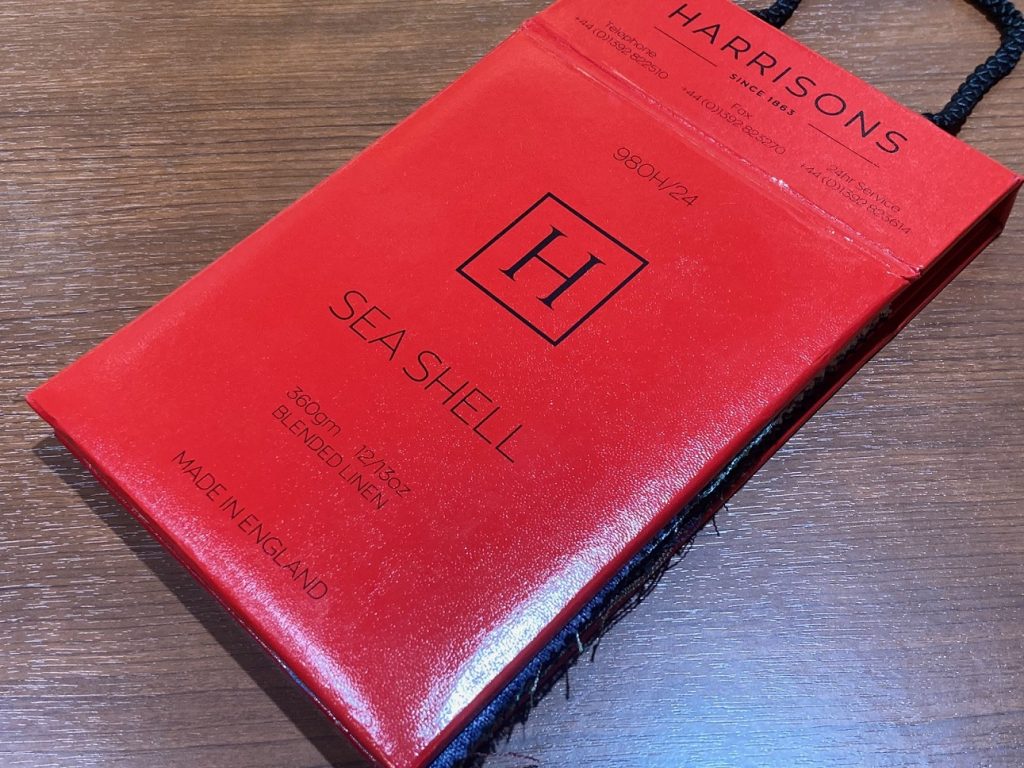 HARRISONS
SINCE 1863
Telephone
+44 (0)1392 822510
Fax
+44 (0)1392 823270
24hr Service
+44 (0)1392 823614
980H/24
H
SEA SHELL
360gm 12/13oz
BLENDED LINEN
MADE IN ENGLAND